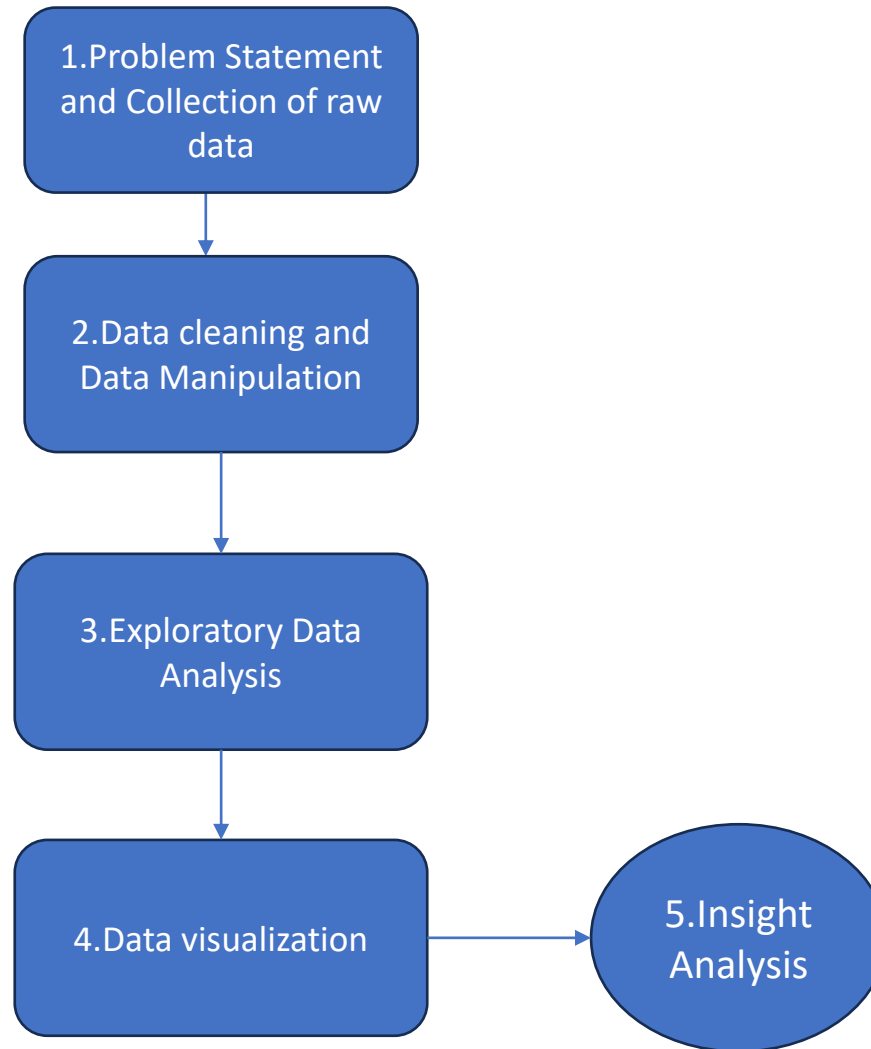 1.Problem Statement
and Collection of raw
data
2.Data cleaning and
Data Manipulation
3.Exploratory Data
Analysis
4.Data visualization
5.Insight
Analysis